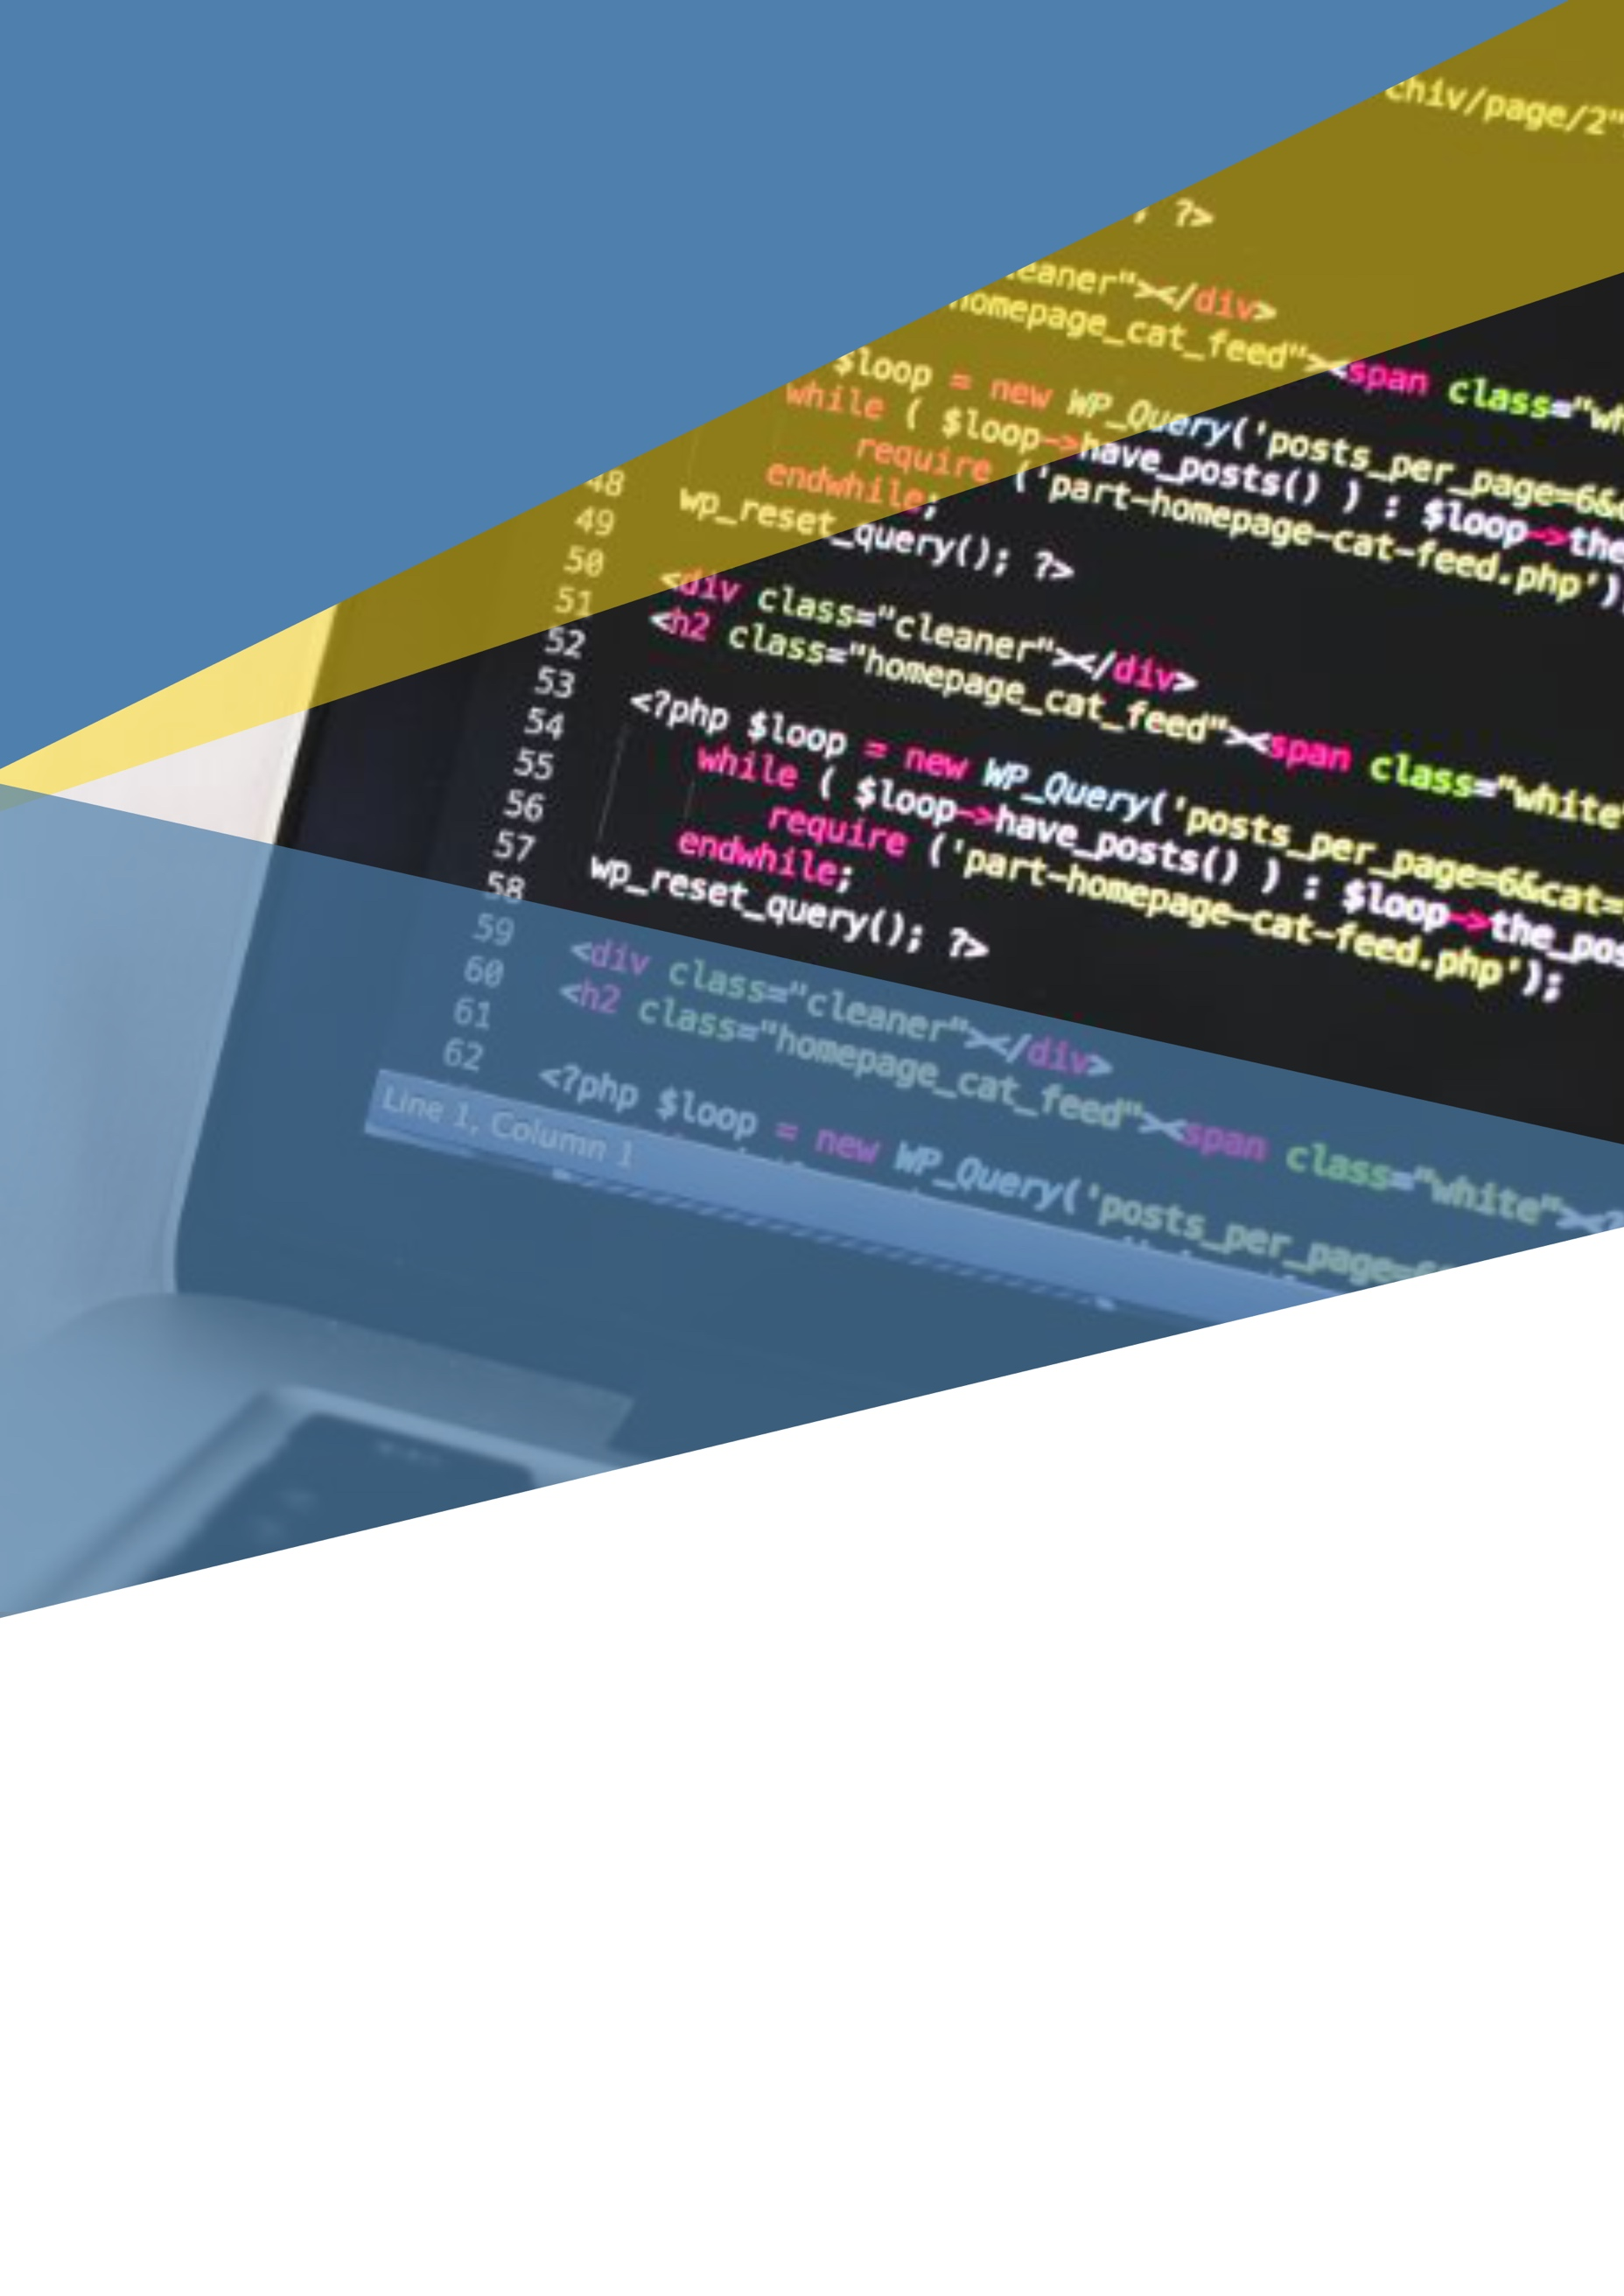 chiv/page/2"
; ?>
eaner"></div>
homepage_cat_feed"><span class="wh
$loop = new WP_Query('posts_per_page=6&
while ( $loop->have_posts() ) : $loop->the
require ('part-homepage-cat-feed.php')
48 endwhile;
49 wp_reset_query(); ?>
50
51 <div class="cleaner"></div>
52 <h2 class="homepage_cat_feed"><span class="white
53
54 <?php $loop = new WP_Query('posts_per_page=6&cat=
55 while ( $loop->have_posts() ) : $loop->the_pos
56 require ('part-homepage-cat-feed.php');
57 endwhile;
58 wp_reset_query(); ?>
59
60 <div class="cleaner"></div>
61 <h2 class="homepage_cat_feed"><span class="white"><?
62
<?php $loop = new WP_Query('posts_per_page=
Line 1, Column 1